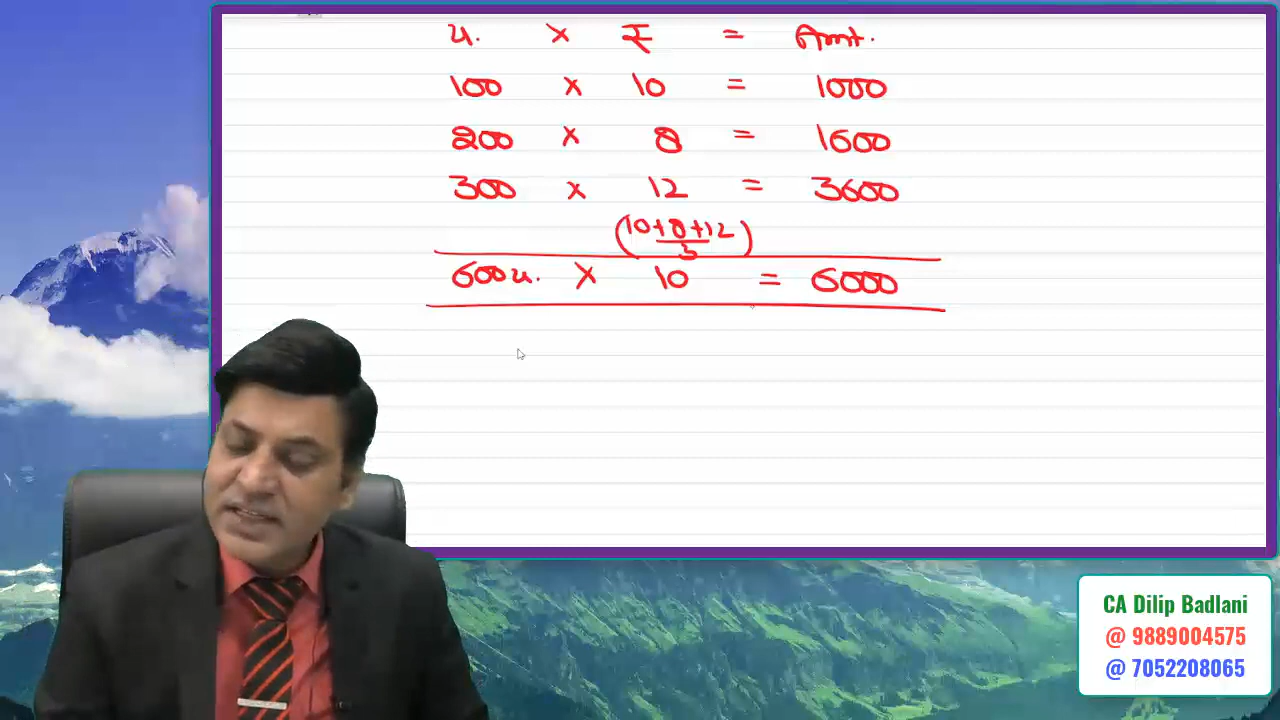 u. × ₹ = Amt.
100 × 10 = 1000
200 × 8 = 1600
300 × 12 = 3600
(10+8+12
3)
600u. × 10 = 6000
CA Dilip Badlani
@ 9889004575
@ 7052208065